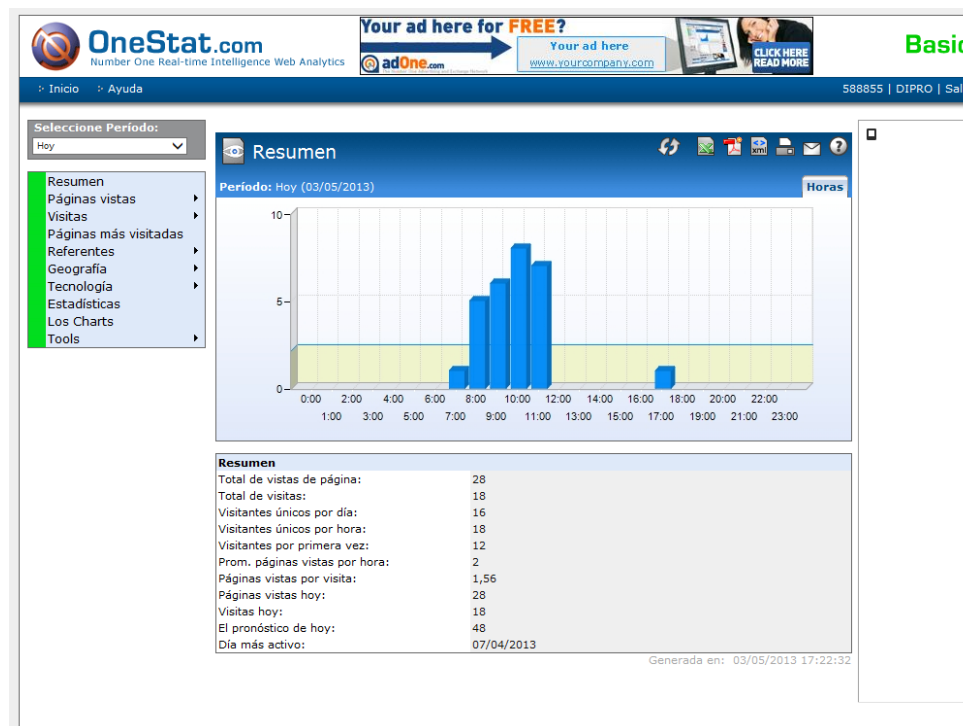 OneStat.com
Number One Real-time Intelligence Web Analytics
Your ad here for FREE?
Your ad here
www.yourcompany.com
adOne.com
CLICK HERE
READ MORE
Basic
Inicio Ayuda
588855 | DIPRO | Sal
Seleccione Período:
Hoy
Resumen
Páginas vistas
Visitas
Páginas más visitadas
Referentes
Geografía
Tecnología
Estadísticas
Los Charts
Tools
Resumen
xml
Período: Hoy (03/05/2013)
Horas
10
5
0
0:00 2:00 4:00 6:00 8:00 10:00 12:00 14:00 16:00 18:00 20:00 22:00
1:00 3:00 5:00 7:00 9:00 11:00 13:00 15:00 17:00 19:00 21:00 23:00
Resumen
Total de vistas de página: 28
Total de visitas: 18
Visitantes únicos por día: 16
Visitantes únicos por hora: 18
Visitantes por primera vez: 12
Prom. páginas vistas por hora: 2
Páginas vistas por visita: 1,56
Páginas vistas hoy: 28
Visitas hoy: 18
El pronóstico de hoy: 48
Día más activo: 07/04/2013
Generada en: 03/05/2013 17:22:32